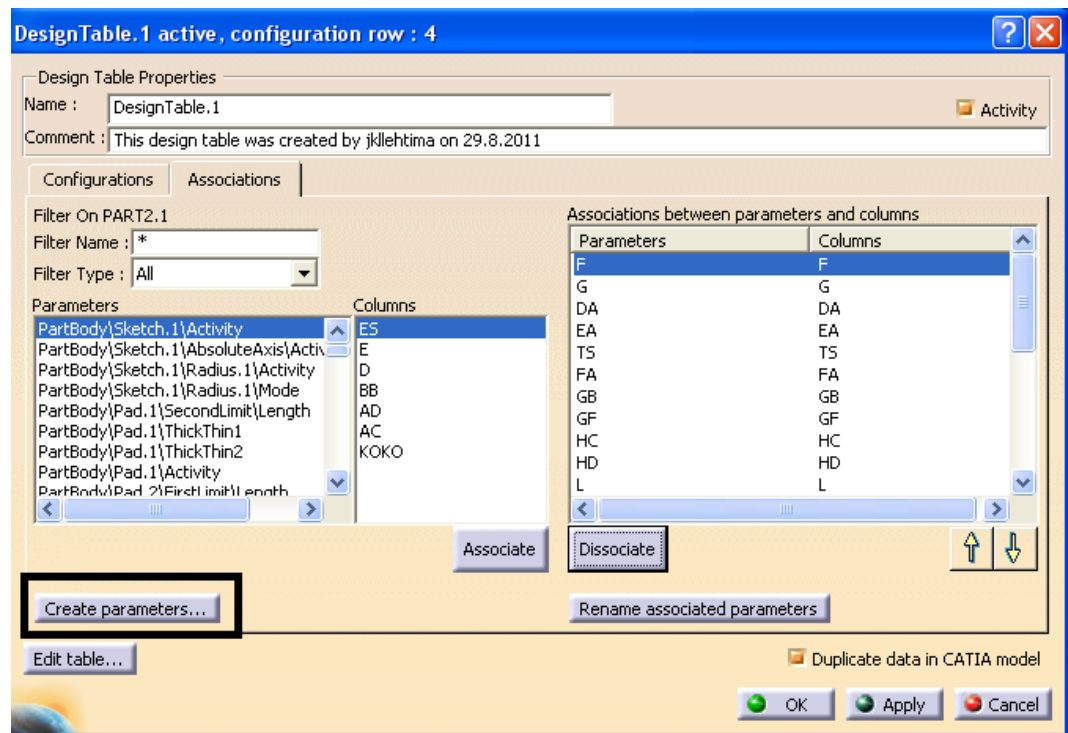 DesignTable.1 active, configuration row : 4
Design Table Properties
Name : DesignTable.1
Activity
Comment : This design table was created by jkllehtima on 29.8.2011
Configurations Associations
Filter On PART2.1
Filter Name : *
Filter Type : All
Parameters Columns
PartBody\Sketch.1\Activity ES
PartBody\Sketch.1\AbsoluteAxis\Activ E
PartBody\Sketch.1\Radius.1\Activity D
PartBody\Sketch.1\Radius.1\Mode BB
PartBody\Pad.1\SecondLimit\Length AD
PartBody\Pad.1\ThickThin1 AC
PartBody\Pad.1\ThickThin2 KOKO
PartBody\Pad.1\Activity
PartBody\Pad.2\FirstLimit\Length
Associate
Create parameters...
Associations between parameters and columns
Parameters Columns
F F
G G
DA DA
EA EA
TS TS
FA FA
GB GB
GF GF
HC HC
HD HD
L L
Dissociate
Rename associated parameters
Edit table...
Duplicate data in CATIA model
OK Apply Cancel